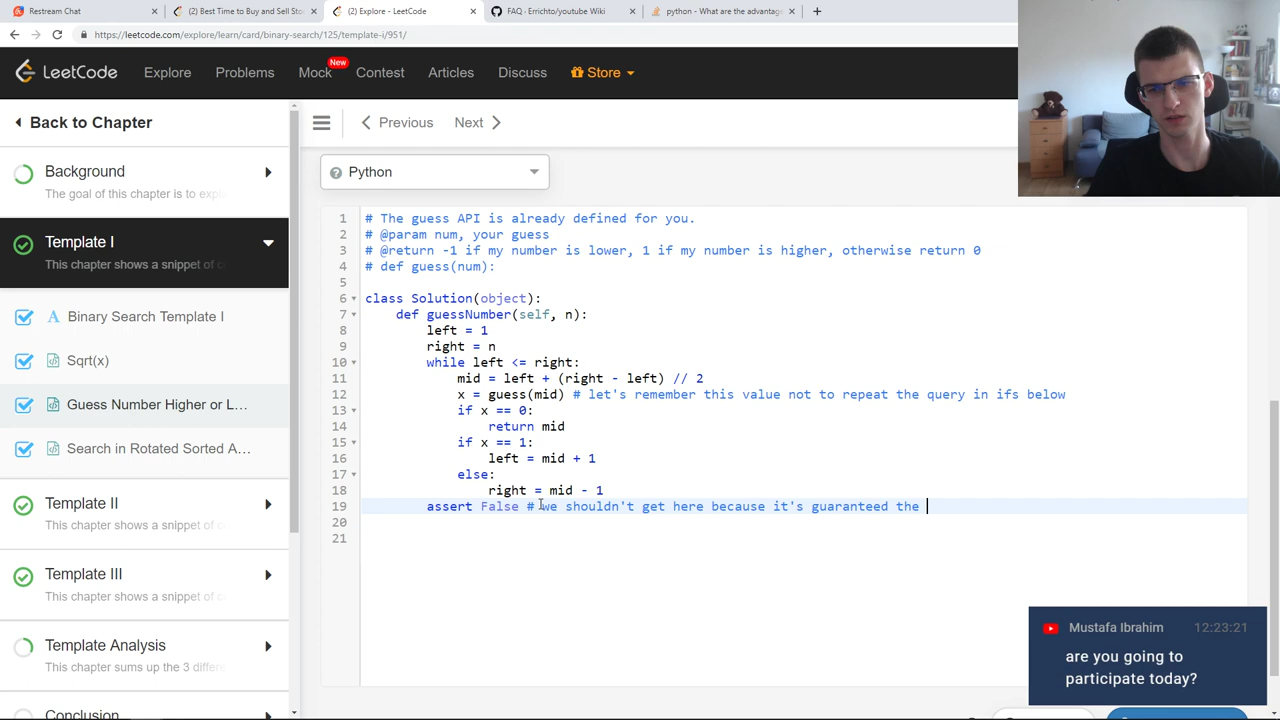 Restream Chat
(2) Best Time to Buy and Sell Sto
(2) Explore - LeetCode
FAQ · Errichto/youtube Wiki
python - What are the advantage
https://leetcode.com/explore/learn/card/binary-search/125/template-i/951/
LeetCode
Explore
Problems
Mock
New
Contest
Articles
Discuss
Store
Back to Chapter
Previous
Next
Background
The goal of this chapter is to expl
Template I
This chapter shows a snippet of c
A Binary Search Template I
Sqrt(x)
Guess Number Higher or L...
Search in Rotated Sorted A...
Template II
This chapter shows a snippet of c
Template III
This chapter shows a snippet of c
Template Analysis
This chapter sums up the 3 differ
Conclusion
Python
1 # The guess API is already defined for you.
2 # @param num, your guess
3 # @return -1 if my number is lower, 1 if my number is higher, otherwise return 0
4 # def guess(num):
5
6 class Solution(object):
7 def guessNumber(self, n):
8 left = 1
9 right = n
10 while left <= right:
11 mid = left + (right - left) // 2
12 x = guess(mid) # let's remember this value not to repeat the query in ifs below
13 if x == 0:
14 return mid
15 if x == 1:
16 left = mid + 1
17 else:
18 right = mid - 1
19 assert False # we shouldn't get here because it's guaranteed the
20
21
Mustafa Ibrahim 12:23:21
are you going to
participate today?